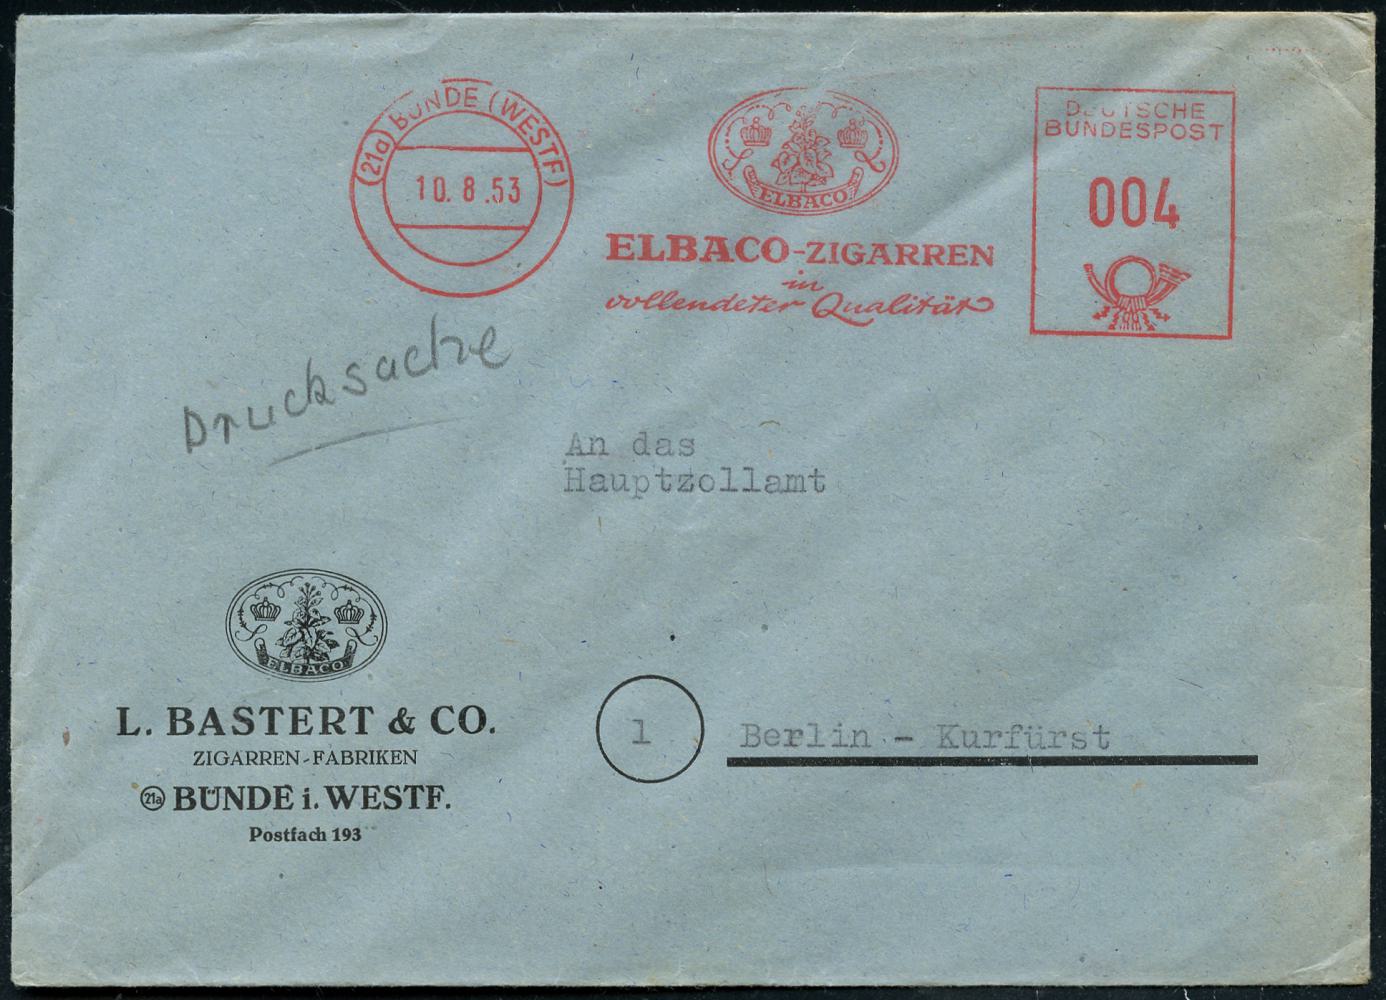 (21a) BÜNDE (WESTF)
10.8.53
ELBACO
ELBACO-ZIGARREN
in
vollendeter Qualität
DEUTSCHE
BUNDESPOST
004
Drucksache
An das
Hauptzollamt
ELBACO
L. BASTERT & CO.
ZIGARREN-FABRIKEN
21a BÜNDE i. WESTF.
Postfach 193
1 Berlin - Kurfürst